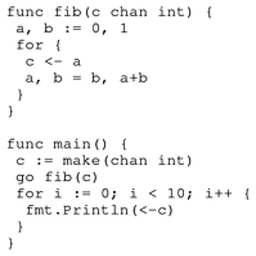 func fib(c chan int) {
 a, b := 0, 1
 for {
  c <- a
  a, b = b, a+b
 }
}

func main() {
 c := make(chan int)
 go fib(c)
 for i := 0; i < 10; i++ {
  fmt.Println(<-c)
 }
}